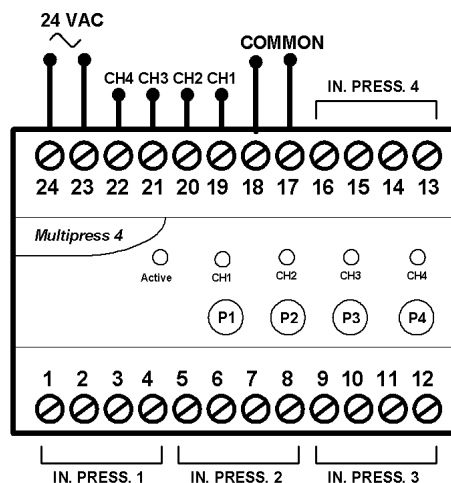 24 VAC
COMMON
CH4 CH3 CH2 CH1
IN. PRESS. 4
24 23 22 21 20 19 18 17 16 15 14 13
Multipress 4
Active CH1 CH2 CH3 CH4
P1 P2 P3 P4
1 2 3 4 5 6 7 8 9 10 11 12
IN. PRESS. 1 IN. PRESS. 2 IN. PRESS. 3